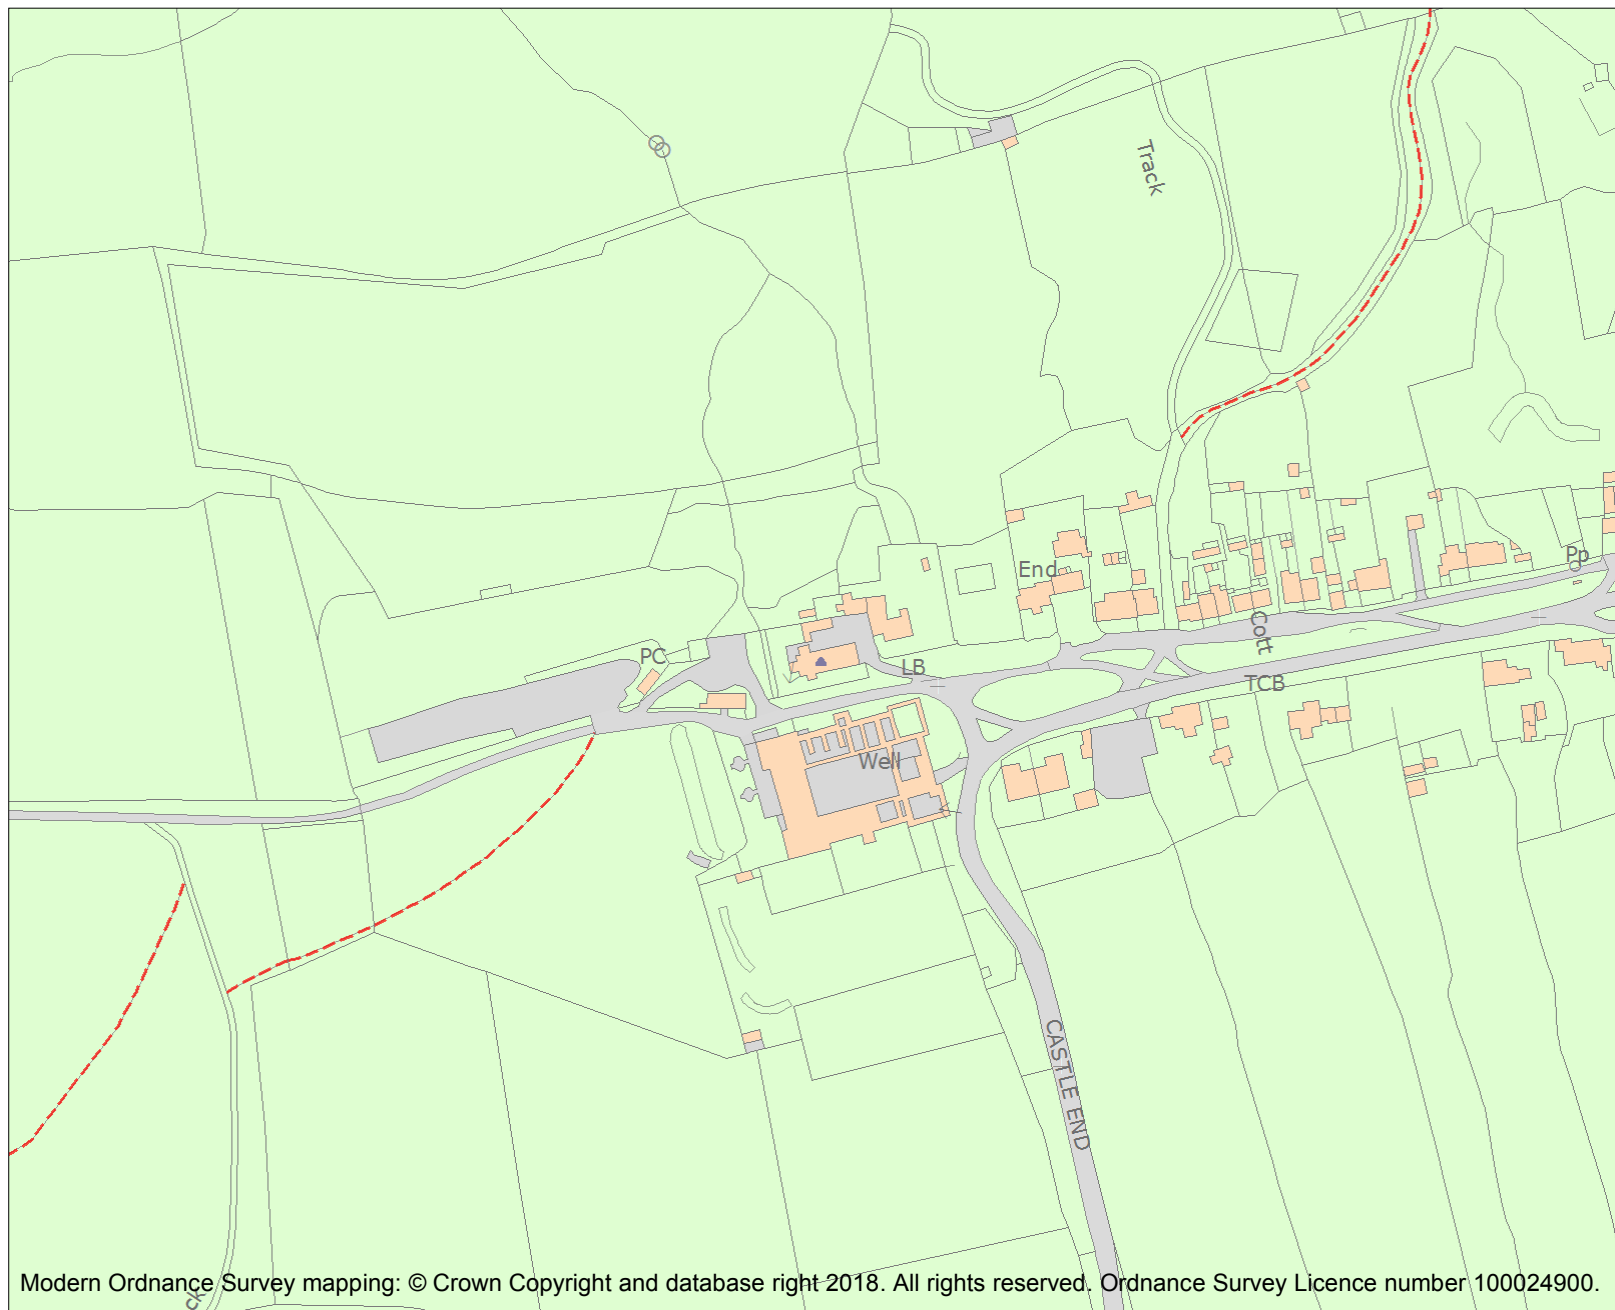 Track
End
Pp
Cott
PC
LB
TCB
Well
CASTLE END
ck
Modern Ordnance Survey mapping: © Crown Copyright and database right 2018. All rights reserved. Ordnance Survey Licence number 100024900.